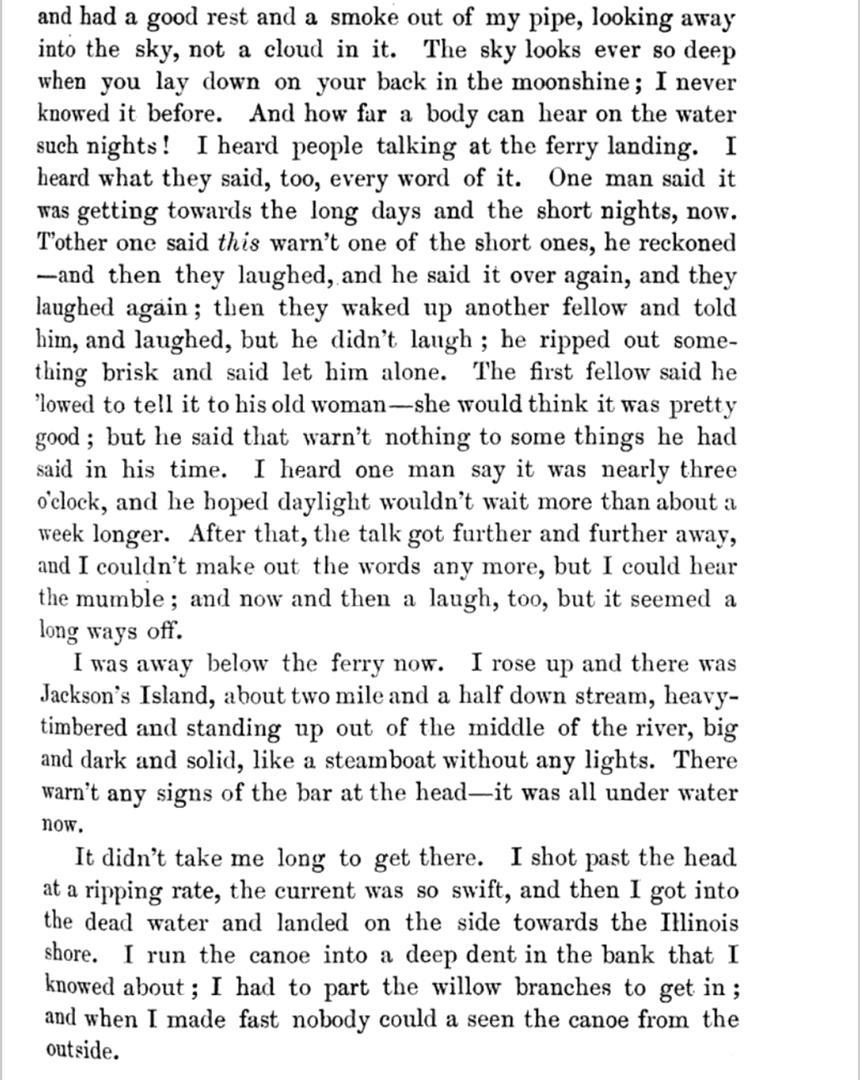 and had a good rest and a smoke out of my pipe, looking away
into the sky, not a cloud in it. The sky looks ever so deep
when you lay down on your back in the moonshine; I never
knowed it before. And how far a body can hear on the water
such nights! I heard people talking at the ferry landing. I
heard what they said, too, every word of it. One man said it
was getting towards the long days and the short nights, now.
T'other one said this warn't one of the short ones, he reckoned
—and then they laughed, and he said it over again, and they
laughed again; then they waked up another fellow and told
him, and laughed, but he didn't laugh; he ripped out some-
thing brisk and said let him alone. The first fellow said he
'lowed to tell it to his old woman—she would think it was pretty
good; but he said that warn't nothing to some things he had
said in his time. I heard one man say it was nearly three
o'clock, and he hoped daylight wouldn't wait more than about a
week longer. After that, the talk got further and further away,
and I couldn't make out the words any more, but I could hear
the mumble; and now and then a laugh, too, but it seemed a
long ways off.
I was away below the ferry now. I rose up and there was
Jackson's Island, about two mile and a half down stream, heavy-
timbered and standing up out of the middle of the river, big
and dark and solid, like a steamboat without any lights. There
warn't any signs of the bar at the head—it was all under water
now.
It didn't take me long to get there. I shot past the head
at a ripping rate, the current was so swift, and then I got into
the dead water and landed on the side towards the Illinois
shore. I run the canoe into a deep dent in the bank that I
knowed about; I had to part the willow branches to get in;
and when I made fast nobody could a seen the canoe from the
outside.